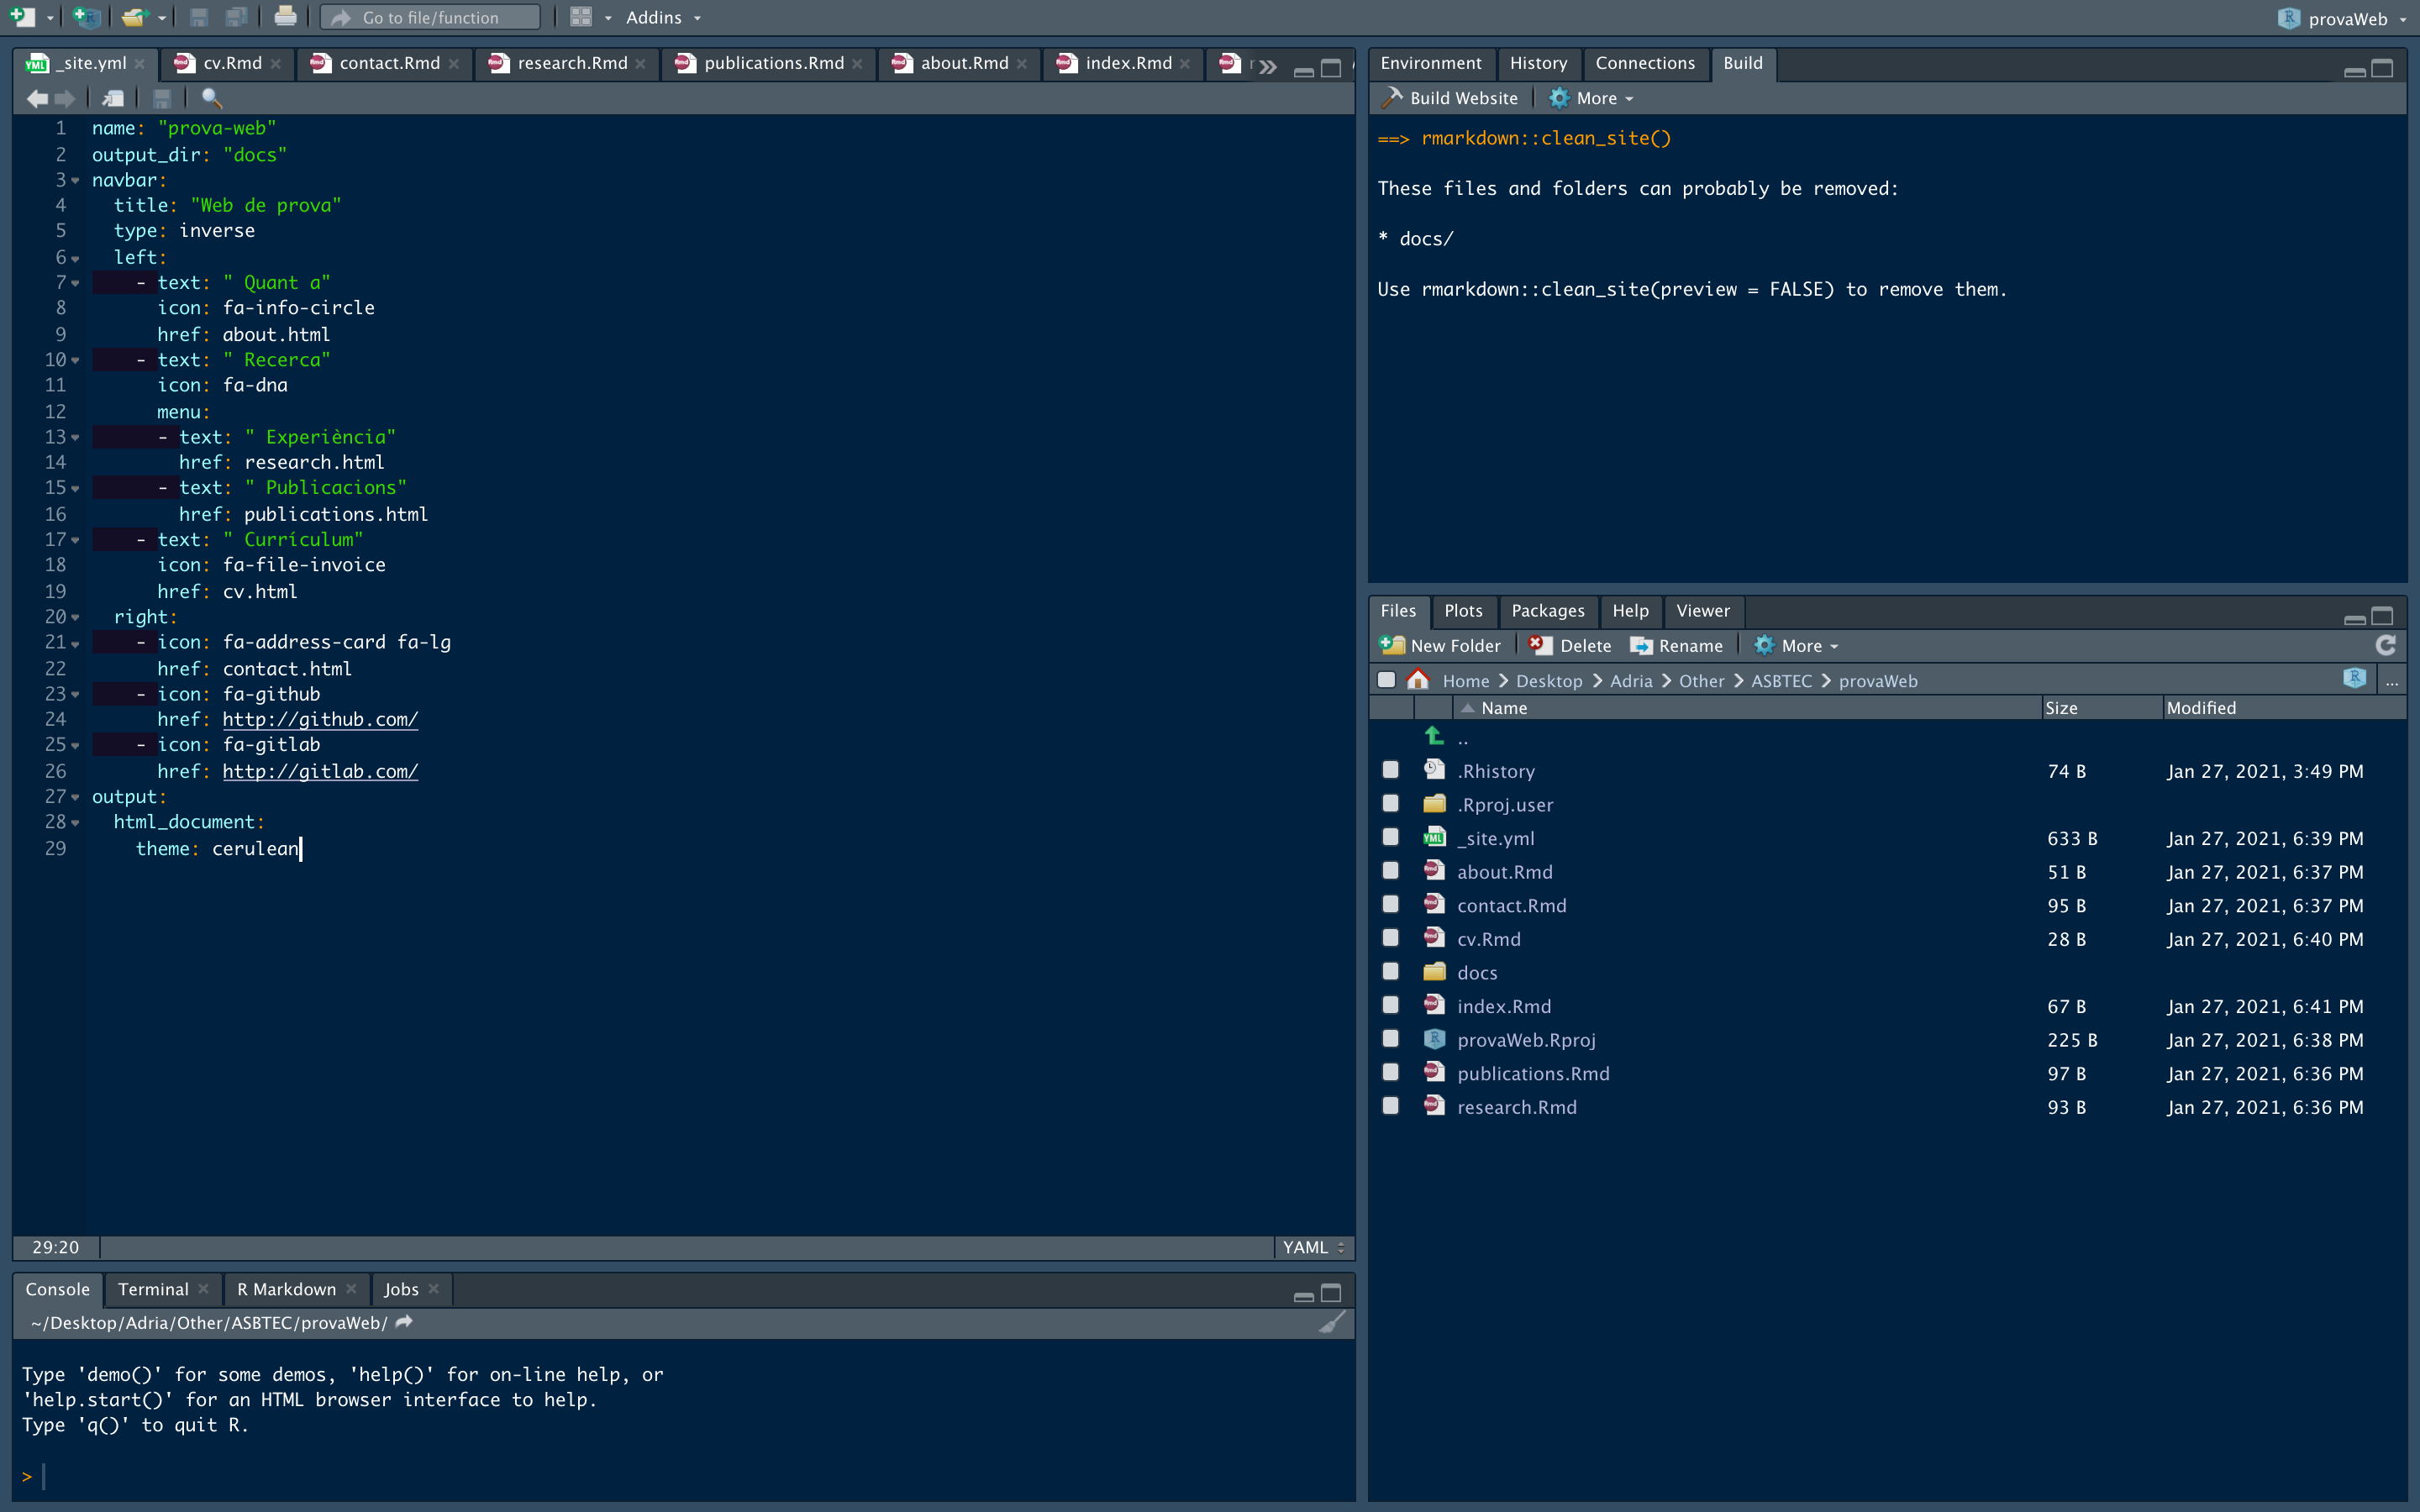 Go to file/function
Addins
provaWeb
_site.yml
cv.Rmd
contact.Rmd
research.Rmd
publications.Rmd
about.Rmd
index.Rmd
1 name: "prova-web"
2 output_dir: "docs"
3 navbar:
4   title: "Web de prova"
5   type: inverse
6   left:
7     - text: " Quant a"
8       icon: fa-info-circle
9       href: about.html
10     - text: " Recerca"
11       icon: fa-dna
12       menu:
13       - text: " Experiència"
14         href: research.html
15       - text: " Publicacions"
16         href: publications.html
17     - text: " Currículum"
18       icon: fa-file-invoice
19       href: cv.html
20   right:
21     - icon: fa-address-card fa-lg
22       href: contact.html
23     - icon: fa-github
24       href: http://github.com/
25     - icon: fa-gitlab
26       href: http://gitlab.com/
27 output:
28   html_document:
29     theme: cerulean
29:20
YAML
Console
Terminal
R Markdown
Jobs
~/Desktop/Adria/Other/ASBTEC/provaWeb/
Type 'demo()' for some demos, 'help()' for on-line help, or
'help.start()' for an HTML browser interface to help.
Type 'q()' to quit R.
>
Environment
History
Connections
Build
Build Website
More
==> rmarkdown::clean_site()
These files and folders can probably be removed:
* docs/
Use rmarkdown::clean_site(preview = FALSE) to remove them.
Files
Plots
Packages
Help
Viewer
New Folder
Delete
Rename
More
Home > Desktop > Adria > Other > ASBTEC > provaWeb
...
Name Size Modified
..
.Rhistory 74 B Jan 27, 2021, 3:49 PM
.Rproj.user
_site.yml 633 B Jan 27, 2021, 6:39 PM
about.Rmd 51 B Jan 27, 2021, 6:37 PM
contact.Rmd 95 B Jan 27, 2021, 6:37 PM
cv.Rmd 28 B Jan 27, 2021, 6:40 PM
docs
index.Rmd 67 B Jan 27, 2021, 6:41 PM
provaWeb.Rproj 225 B Jan 27, 2021, 6:38 PM
publications.Rmd 97 B Jan 27, 2021, 6:36 PM
research.Rmd 93 B Jan 27, 2021, 6:36 PM